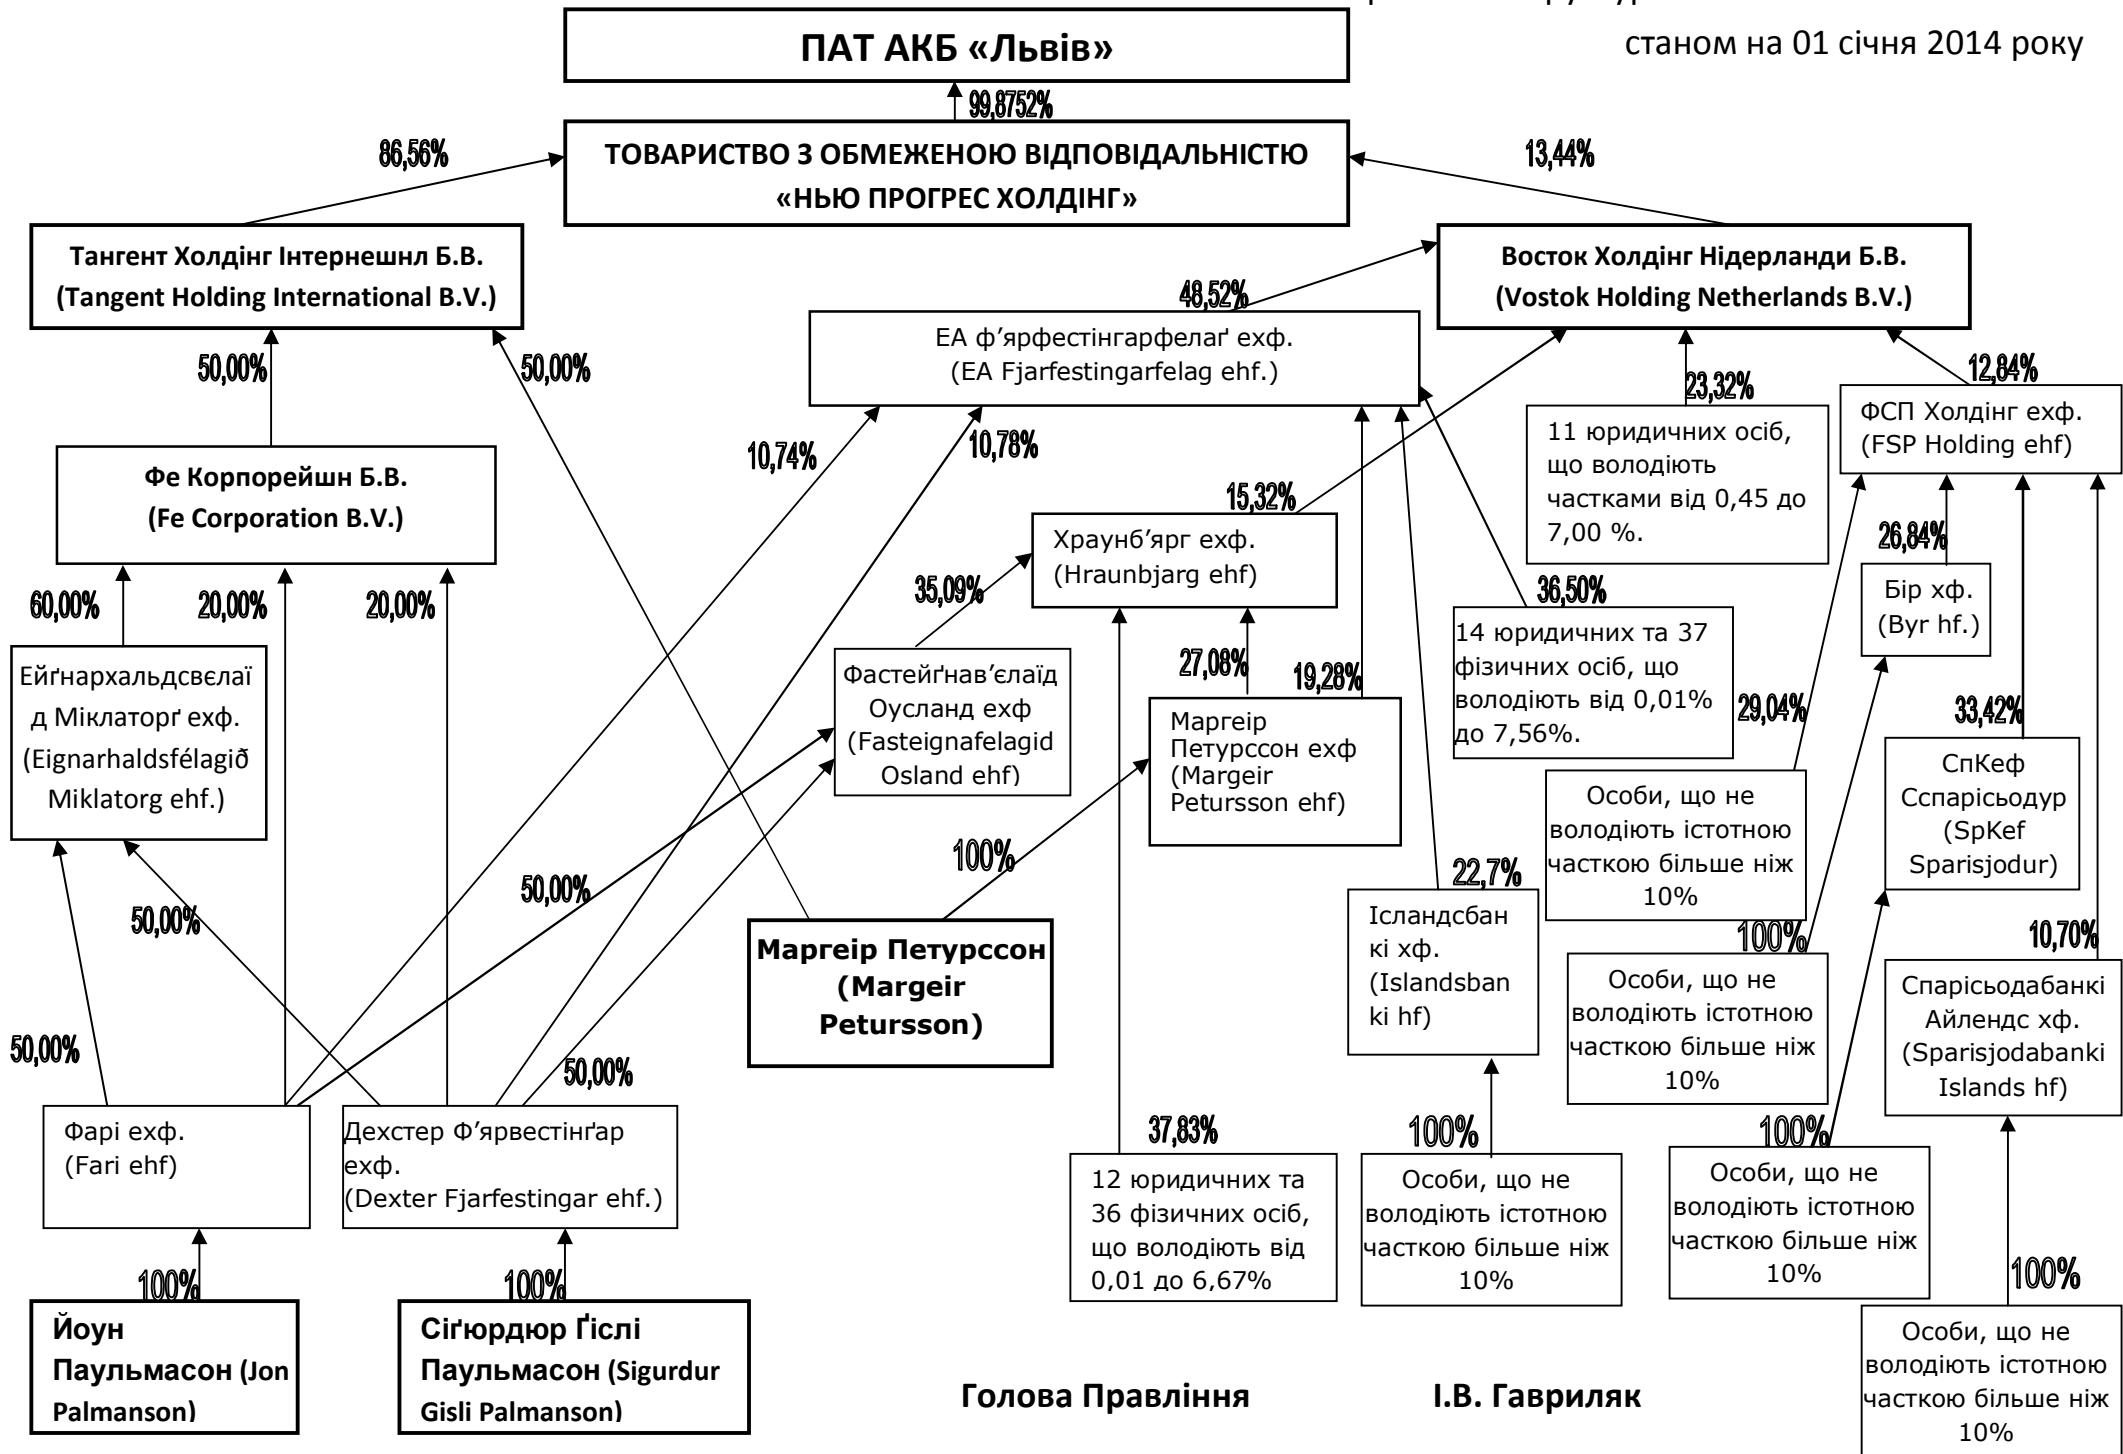 ПАТ АКБ «Львів»
станом на 01 січня 2014 року
99,8752%
86,56%
ТОВАРИСТВО З ОБМЕЖЕНОЮ ВІДПОВІДАЛЬНІСТЮ
«НЬЮ ПРОГРЕС ХОЛДІНГ»
13,44%
Тангент Холдінг Інтернешнл Б.В.
(Tangent Holding International B.V.)
Восток Холдінг Нідерланди Б.В.
(Vostok Holding Netherlands B.V.)
48,52%
ЕА ф’ярфестінгарфелаґ ехф.
(EA Fjarfestingarfelag ehf.)
50,00%
50,00%
23,32%
12,84%
11 юридичних осіб,
що володіють
частками від 0,45 до
7,00 %.
ФСП Холдінг ехф.
(FSP Holding ehf)
Фе Корпорейшн Б.В.
(Fe Corporation B.V.)
10,74%
10,78%
15,32%
Храунб’ярг ехф.
(Hraunbjarg ehf)
26,84%
Бір хф.
(Byr hf.)
60,00%
20,00%
20,00%
35,09%
36,50%
14 юридичних та 37
фізичних осіб, що
володіють від 0,01%
до 7,56%.
Ейґнархальдсвєлаї
д Міклаторґ ехф.
(Eignarhaldsfélagið
Miklatorg ehf.)
Фастейґнав’єлаїд
Оусланд ехф
(Fasteignafelagid
Osland ehf)
27,08%
19,28%
Маргеір
Петурссон ехф
(Margeir
Petursson ehf)
29,04%
33,42%
СпКеф
Сспарісьодур
(SpKef
Sparisjodur)
Особи, що не
володіють істотною
часткою більше ніж
10%
100%
50,00%
50,00%
22,7%
Ісландсбан
кі хф.
(Islandsban
ki hf)
Маргеір Петурссон
(Margeir
Petursson)
100%
Особи, що не
володіють істотною
часткою більше ніж
10%
10,70%
Спарісьодабанкі
Айлендс хф.
(Sparisjodabanki
Islands hf)
50,00%
50,00%
Фарі ехф.
(Fari ehf)
Дехстер Ф’ярвестінґар
ехф.
(Dexter Fjarfestingar ehf.)
37,83%
12 юридичних та
36 фізичних осіб,
що володіють від
0,01 до 6,67%
100%
Особи, що не
володіють істотною
часткою більше ніж
10%
100%
Особи, що не
володіють істотною
часткою більше ніж
10%
100%
100%
100%
Йоун
Паульмасон (Jon
Palmanson)
Сіґюрдюр Ґіслі
Паульмасон (Sigurdur
Gisli Palmanson)
Особи, що не
володіють істотною
часткою більше ніж
10%
Голова Правління І.В. Гавриляк